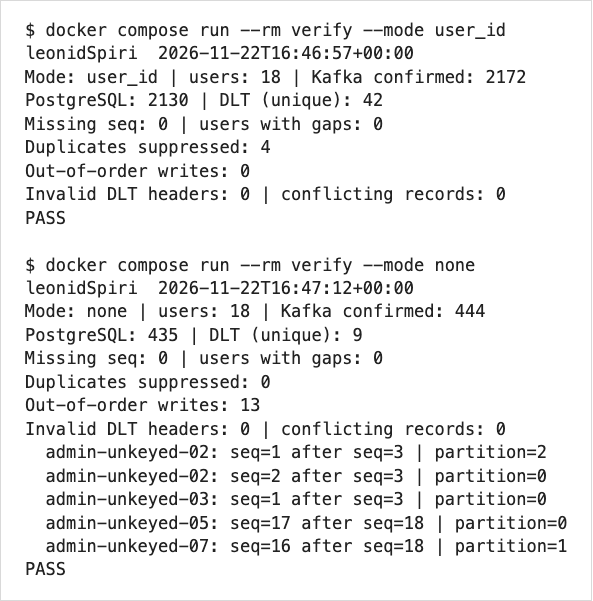 $ docker compose run --rm verify --mode user_id
leonidSpiri  2026-11-22T16:46:57+00:00
Mode: user_id | users: 18 | Kafka confirmed: 2172
PostgreSQL: 2130 | DLT (unique): 42
Missing seq: 0 | users with gaps: 0
Duplicates suppressed: 4
Out-of-order writes: 0
Invalid DLT headers: 0 | conflicting records: 0
PASS
$ docker compose run --rm verify --mode none
leonidSpiri  2026-11-22T16:47:12+00:00
Mode: none | users: 18 | Kafka confirmed: 444
PostgreSQL: 435 | DLT (unique): 9
Missing seq: 0 | users with gaps: 0
Duplicates suppressed: 0
Out-of-order writes: 13
Invalid DLT headers: 0 | conflicting records: 0
  admin-unkeyed-02: seq=1 after seq=3 | partition=2
  admin-unkeyed-02: seq=2 after seq=3 | partition=0
  admin-unkeyed-03: seq=1 after seq=3 | partition=0
  admin-unkeyed-05: seq=17 after seq=18 | partition=0
  admin-unkeyed-07: seq=16 after seq=18 | partition=1
PASS